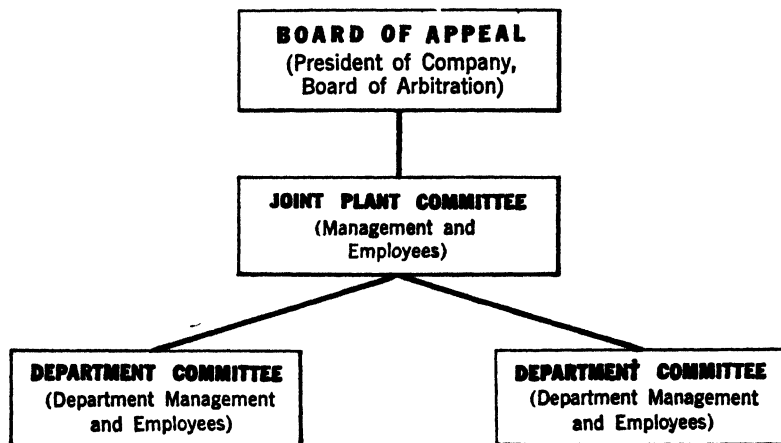 BOARD OF APPEAL
(President of Company,
Board of Arbitration)
JOINT PLANT COMMITTEE
(Management and
Employees)
DEPARTMENT COMMITTEE
(Department Management
and Employees)
DEPARTMENT COMMITTEE
(Department Management
and Employees)